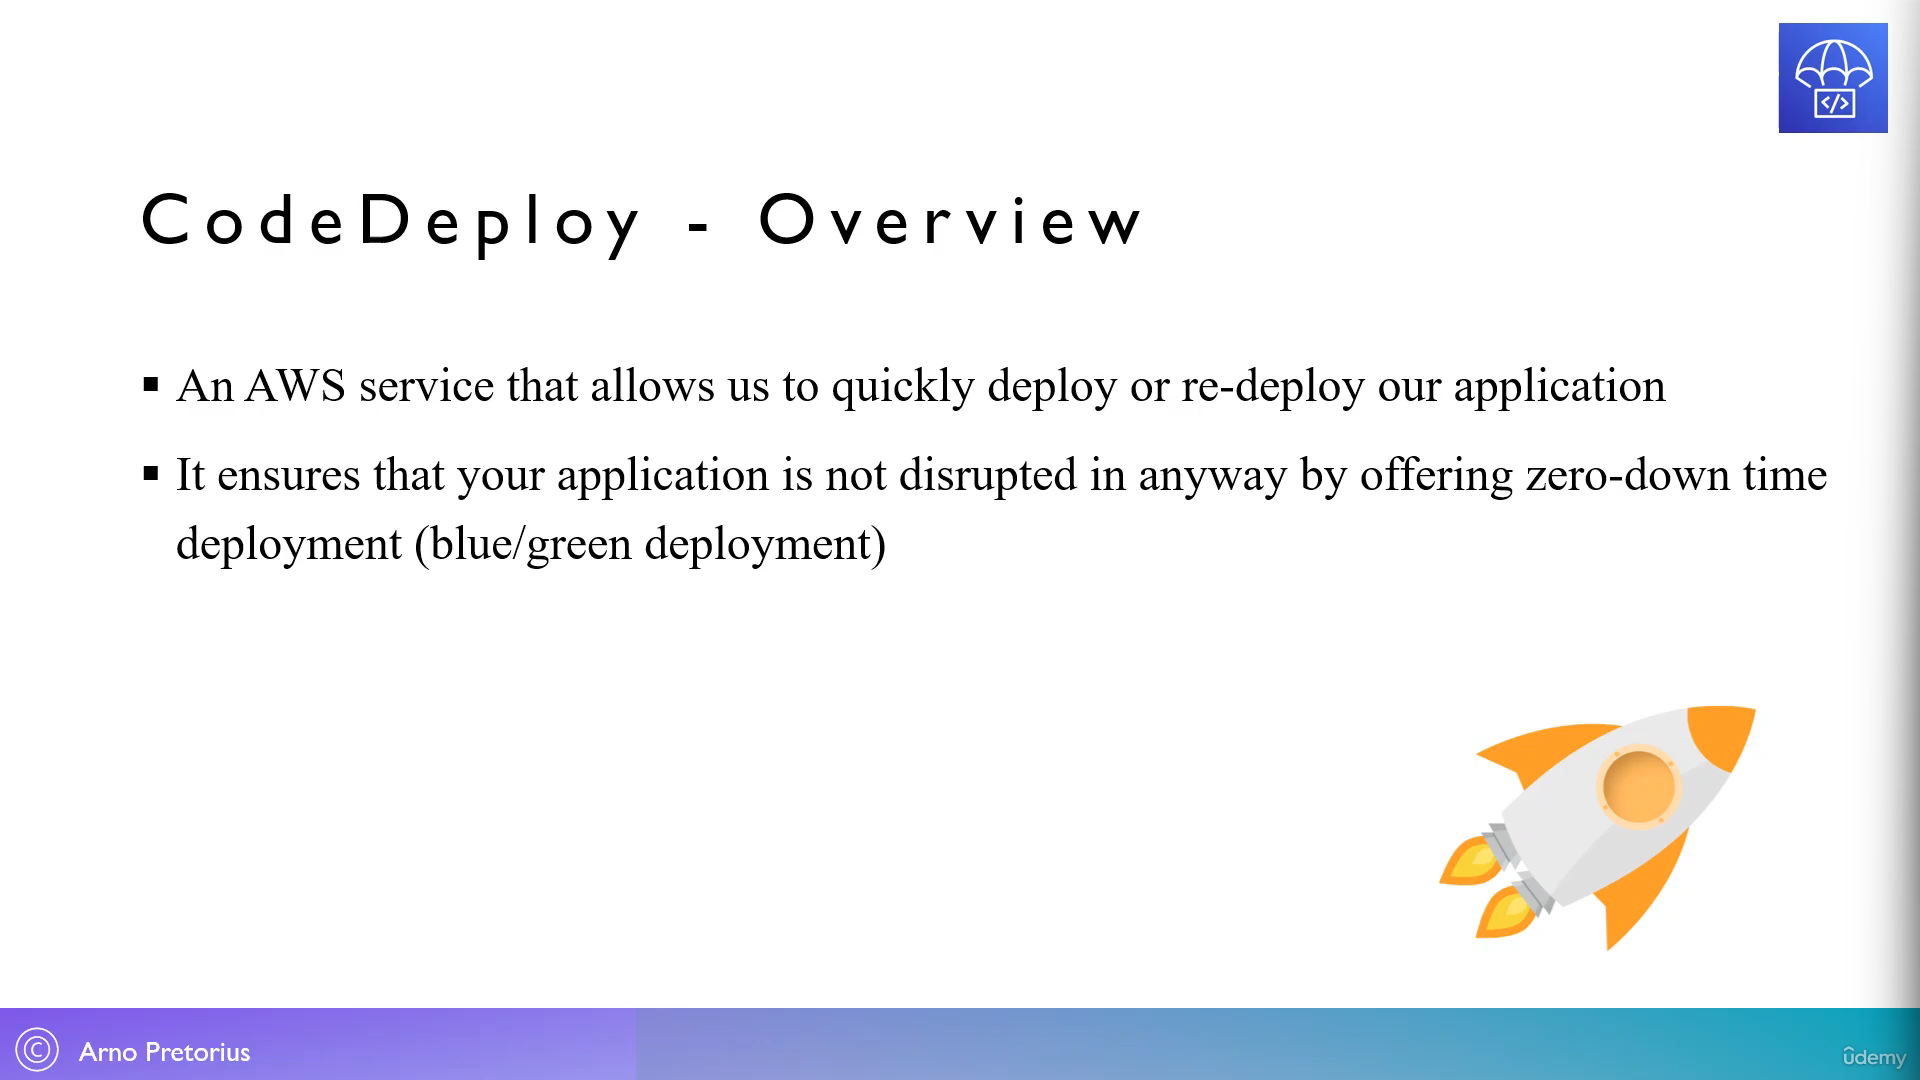 </>
CodeDeploy - Overview
▪ An AWS service that allows us to quickly deploy or re-deploy our application
▪ It ensures that your application is not disrupted in anyway by offering zero-down time
deployment (blue/green deployment)
© Arno Pretorius
ûdemy